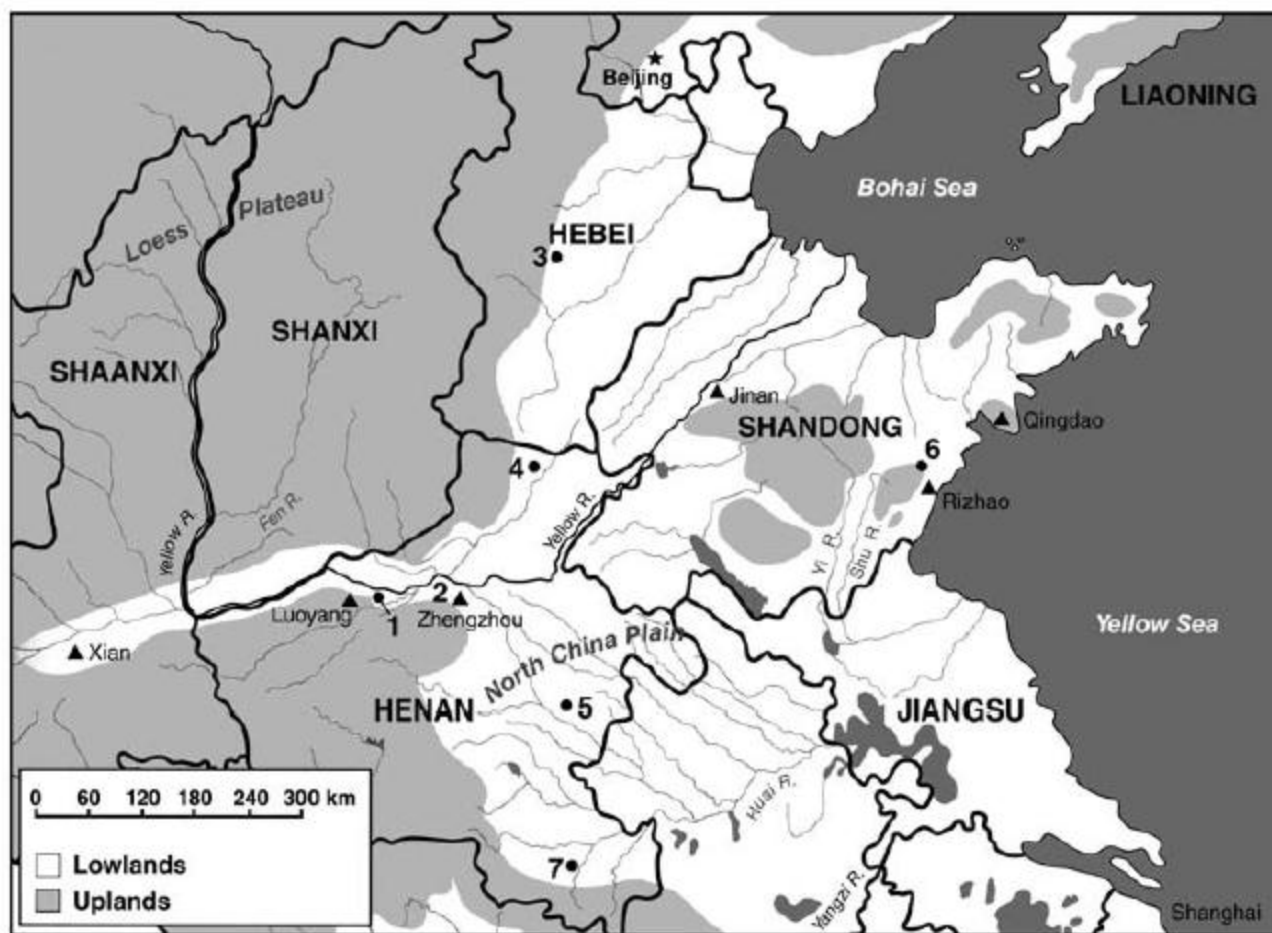 Beijing
LIAONING
Bohai Sea
Loess Plateau
HEBEI
3
SHANXI
SHAANXI
Jinan
SHANDONG
Qingdao
4
6
Rizhao
Yellow R.
Fen R.
Yellow R.
Yi R.
Shu R.
Luoyang
1
2
Zhengzhou
Yellow Sea
Xian
North China Plain
HENAN
5
JIANGSU
Huai R.
7
Yangzi R.
Shanghai
0 60 120 180 240 300 km
Lowlands
Uplands